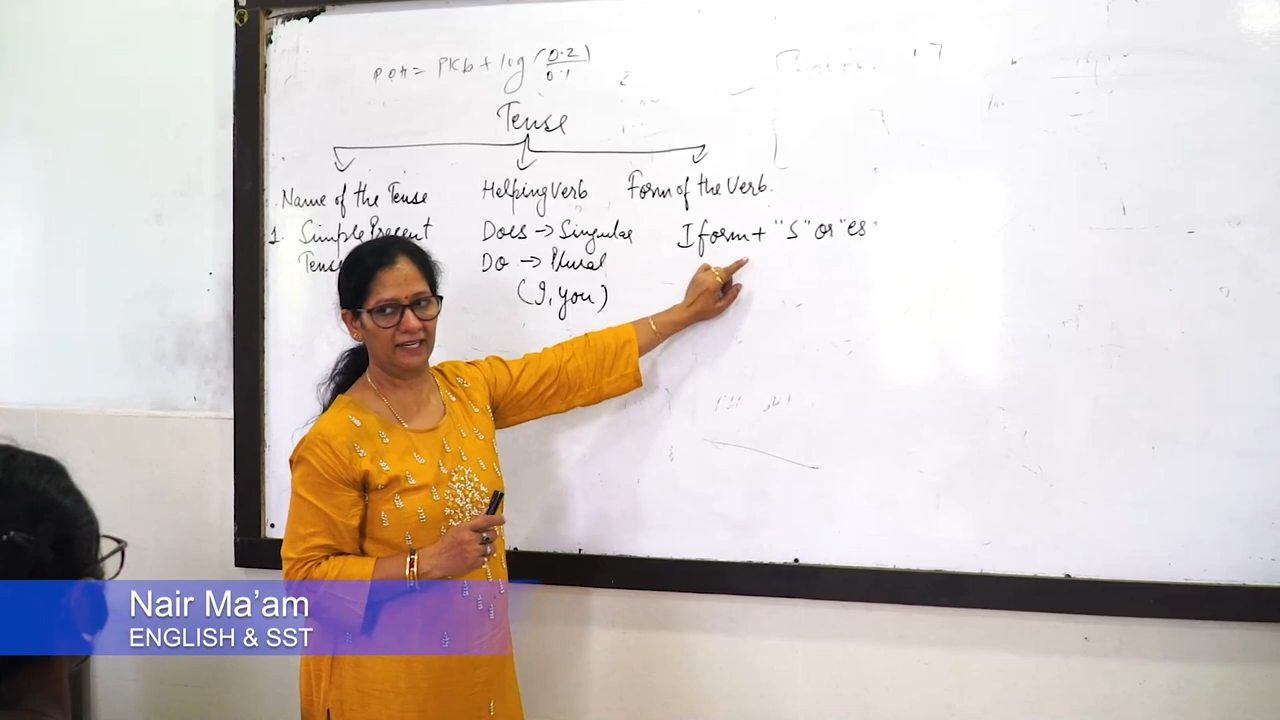 POH = PKb + log (0.2/0.1)
Tense
Name of the Tense Helping Verb Form of the Verb.
1. Simple Present Does → Singular I form + "S" or "es"
Tense Do → Plural
(I, you)
Nair Ma'am
ENGLISH & SST